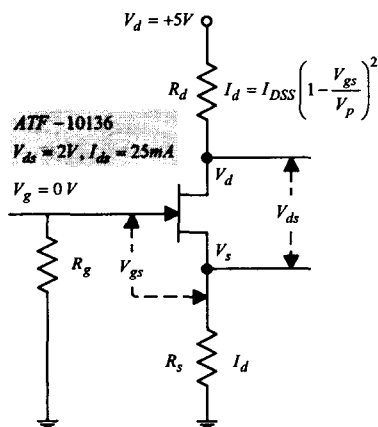 V_d = +5V
R_d
I_d = I_DSS (1 - V_gs / V_p)^2
ATF-10136
V_ds = 2V, I_ds = 25mA
V_g = 0 V
V_d
V_ds
V_s
V_gs
R_g
R_s
I_d